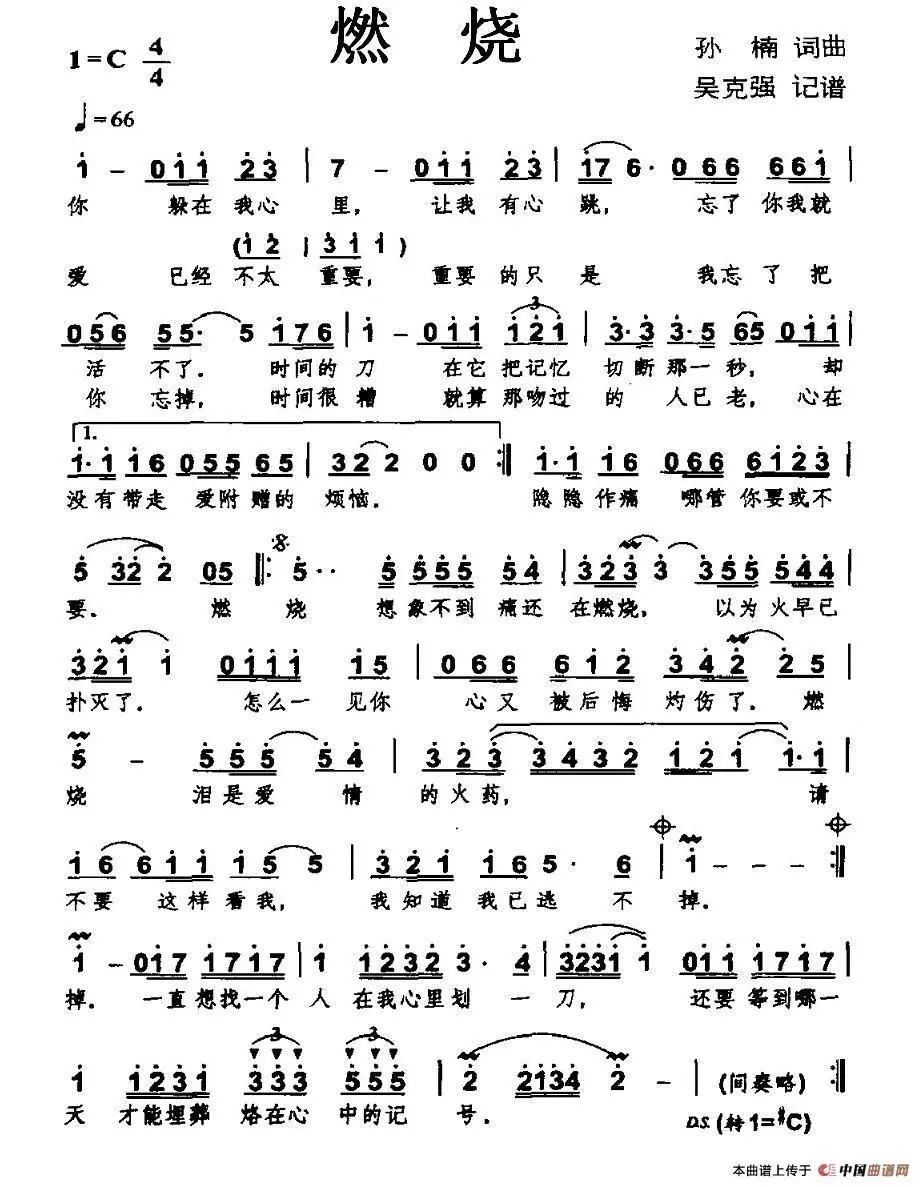 燃 烧
1=C 4/4
孙 楠 词曲
吴克强 记谱
♩=66
1 - 0 1 1 2 3 | 7 - 0 1 1 2 3 | 1 7 6· 0 6 6 6 6 1 |
你 躲在 我心 里， 让我 有心 跳， 忘了 你我就
(1 2 | 3 1 1)
爱 已经 不太 重要， 重要 的只 是 我忘了 把
3
0 5 6 5 5· 5 1 7 6 | 1 - 0 1 1 1 2 1 | 3· 3 3· 5 6 5 0 1 1 |
活 不了． 时间的 刀 在它 把记忆 切断 那一 秒， 却
你 忘掉， 时间很 糟 就算 那吻过 的 人已 老， 心在
1.
1· 1 1 6 0 5 5 6 5 | 3 2 2 0 0 :| 1· 1 1 6 0 6 6 6 1 2 3 |
没有带走 爱附赠的 烦恼． 隐隐作痛 哪管 你要或不
5 3 2 2 0 5 |: 5·· 5 5 5 5 5 4 | 3 2 3 3 3 5 5 5 4 4 |
要． 燃 烧 想象不到 痛还 在燃烧， 以为 火早已
3 2 1 1 0 1 1 1 1 5 | 0 6 6 6 1 2 3 4 2 2 5 |
扑灭了． 怎么一 见你 心又 被后悔 灼伤了． 燃
5 - 5 5 5 5 4 | 3 2 3 3 4 3 2 1 2 1 1· 1 |
烧 泪是爱 情 的火药， 请
1 6 6 1 1 1 5 5 | 3 2 1 1 6 5· 6 | 1 - - - :|
不要 这样看我， 我知道 我已逃 不 掉．
1 - 0 1 7 1 7 1 7 | 1 1 2 3 2 3· 4 | 3 2 3 1 1 0 1 1 1 7 1 7 |
掉． 一直想找一个 人 在我心里划 一 刀， 还要 等到哪一
3 3
1 1 2 3 1 3 3 3 5 5 5 | 2 2 1 3 4 2 - | (间奏略) :|
天 才能埋葬 烙在心 中的记 号．
D.S. (转1=#C)
本曲谱上传于 中国曲谱网